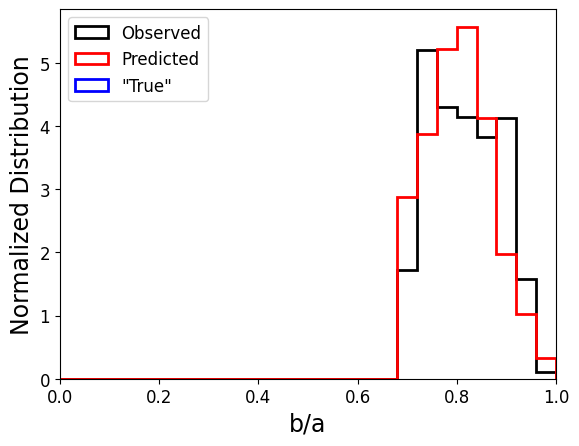 Observed
Predicted
"True"
Normalized Distribution
5
4
3
2
1
0
0.0 0.2 0.4 0.6 0.8 1.0
b/a